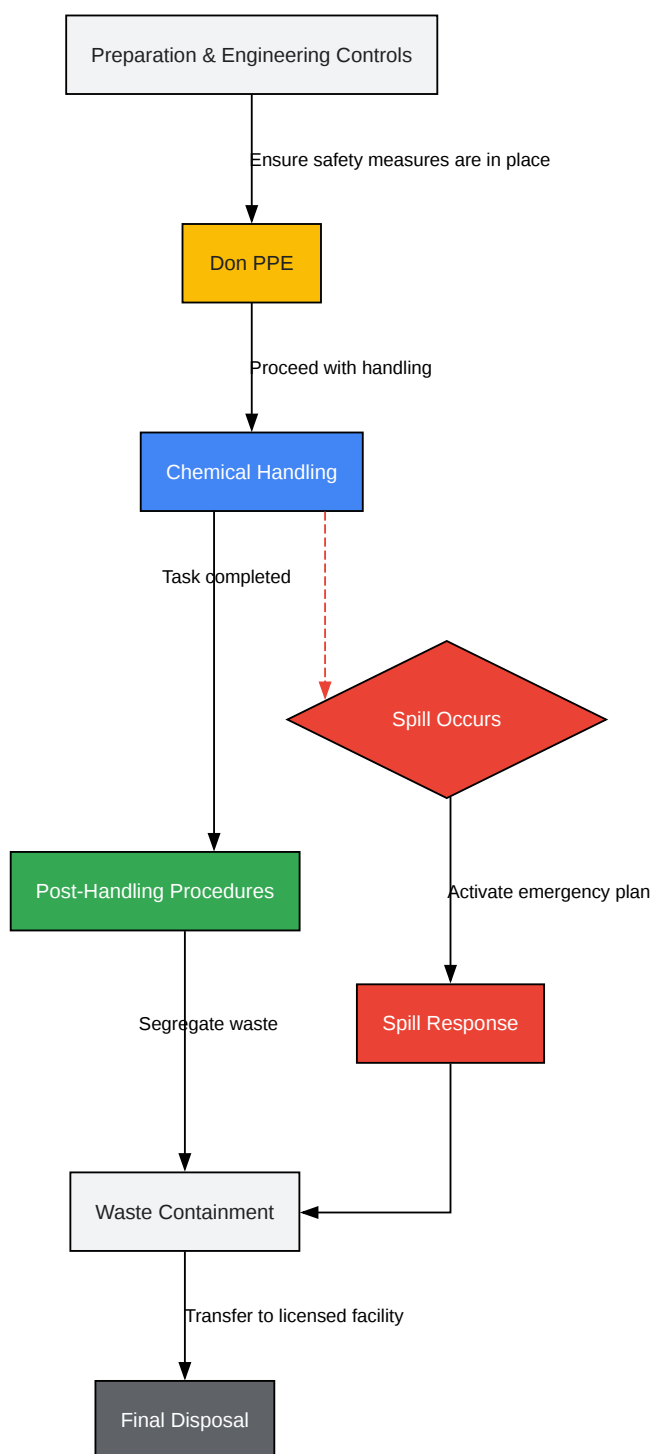 Preparation & Engineering Controls
Ensure safety measures are in place
Don PPE
Proceed with handling
Chemical Handling
Task completed
Spill Occurs
Post-Handling Procedures
Activate emergency plan
Segregate waste
Spill Response
Waste Containment
Transfer to licensed facility
Final Disposal